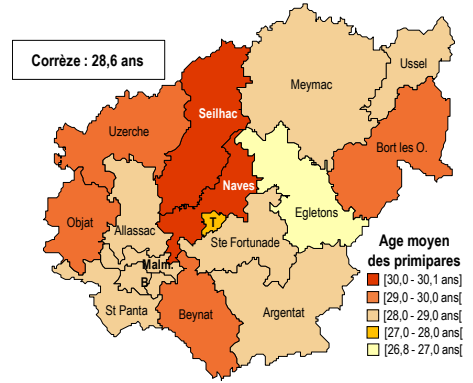 Corrèze : 28,6 ans
Ussel
Meymac
Seilhac
Uzerche
Bort les O.
Naves
Egletons
Objat
Allassac
T
Ste Fortunade
Malm.
B
St Panta
Beynat
Argentat
Age moyen
des primipares
[30,0 - 30,1 ans]
[29,0 - 30,0 ans[
[28,0 - 29,0 ans[
[27,0 - 28,0 ans[
[26,8 - 27,0 ans[